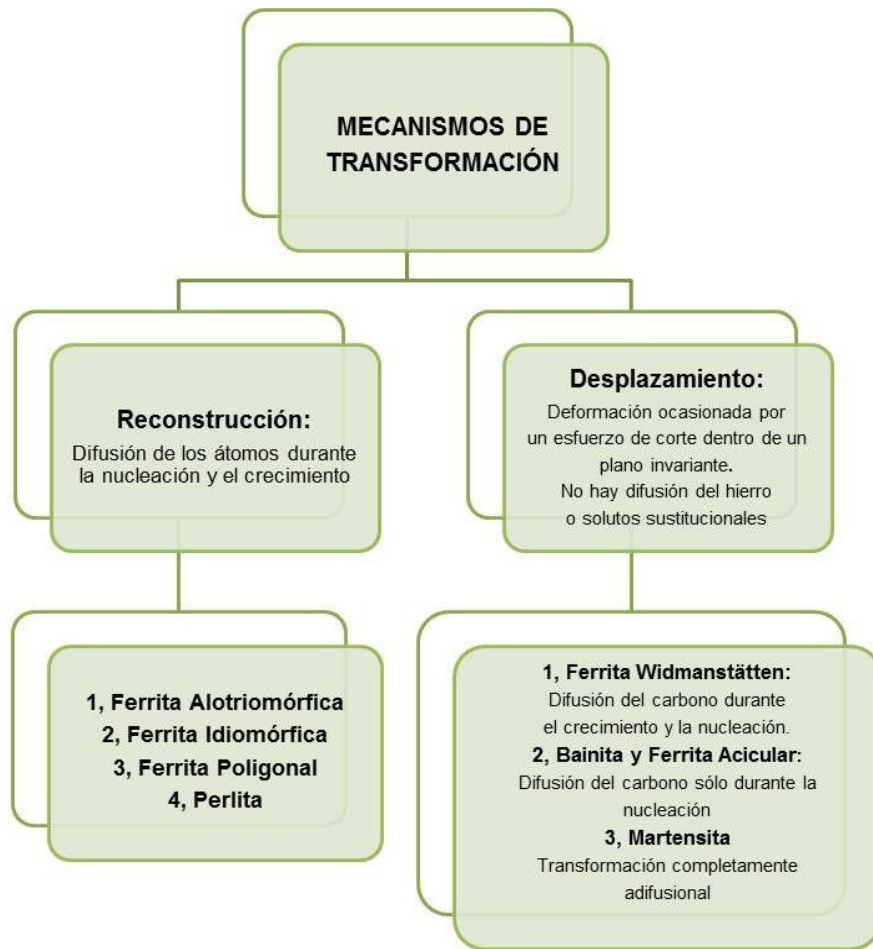 MECANISMOS DE
TRANSFORMACIÓN
Reconstrucción:
Difusión de los átomos durante
la nucleación y el crecimiento
Desplazamiento:
Deformación ocasionada por
un esfuerzo de corte dentro de un
plano invariante.
No hay difusión del hierro
o solutos sustitucionales
1, Ferrita Alotriomórfica
2, Ferrita Idiomórfica
3, Ferrita Poligonal
4, Perlita
1, Ferrita Widmanstätten:
Difusión del carbono durante
el crecimiento y la nucleación.
2, Bainita y Ferrita Acicular:
Difusión del carbono sólo durante la
nucleación
3, Martensita
Transformación completamente
adifusional